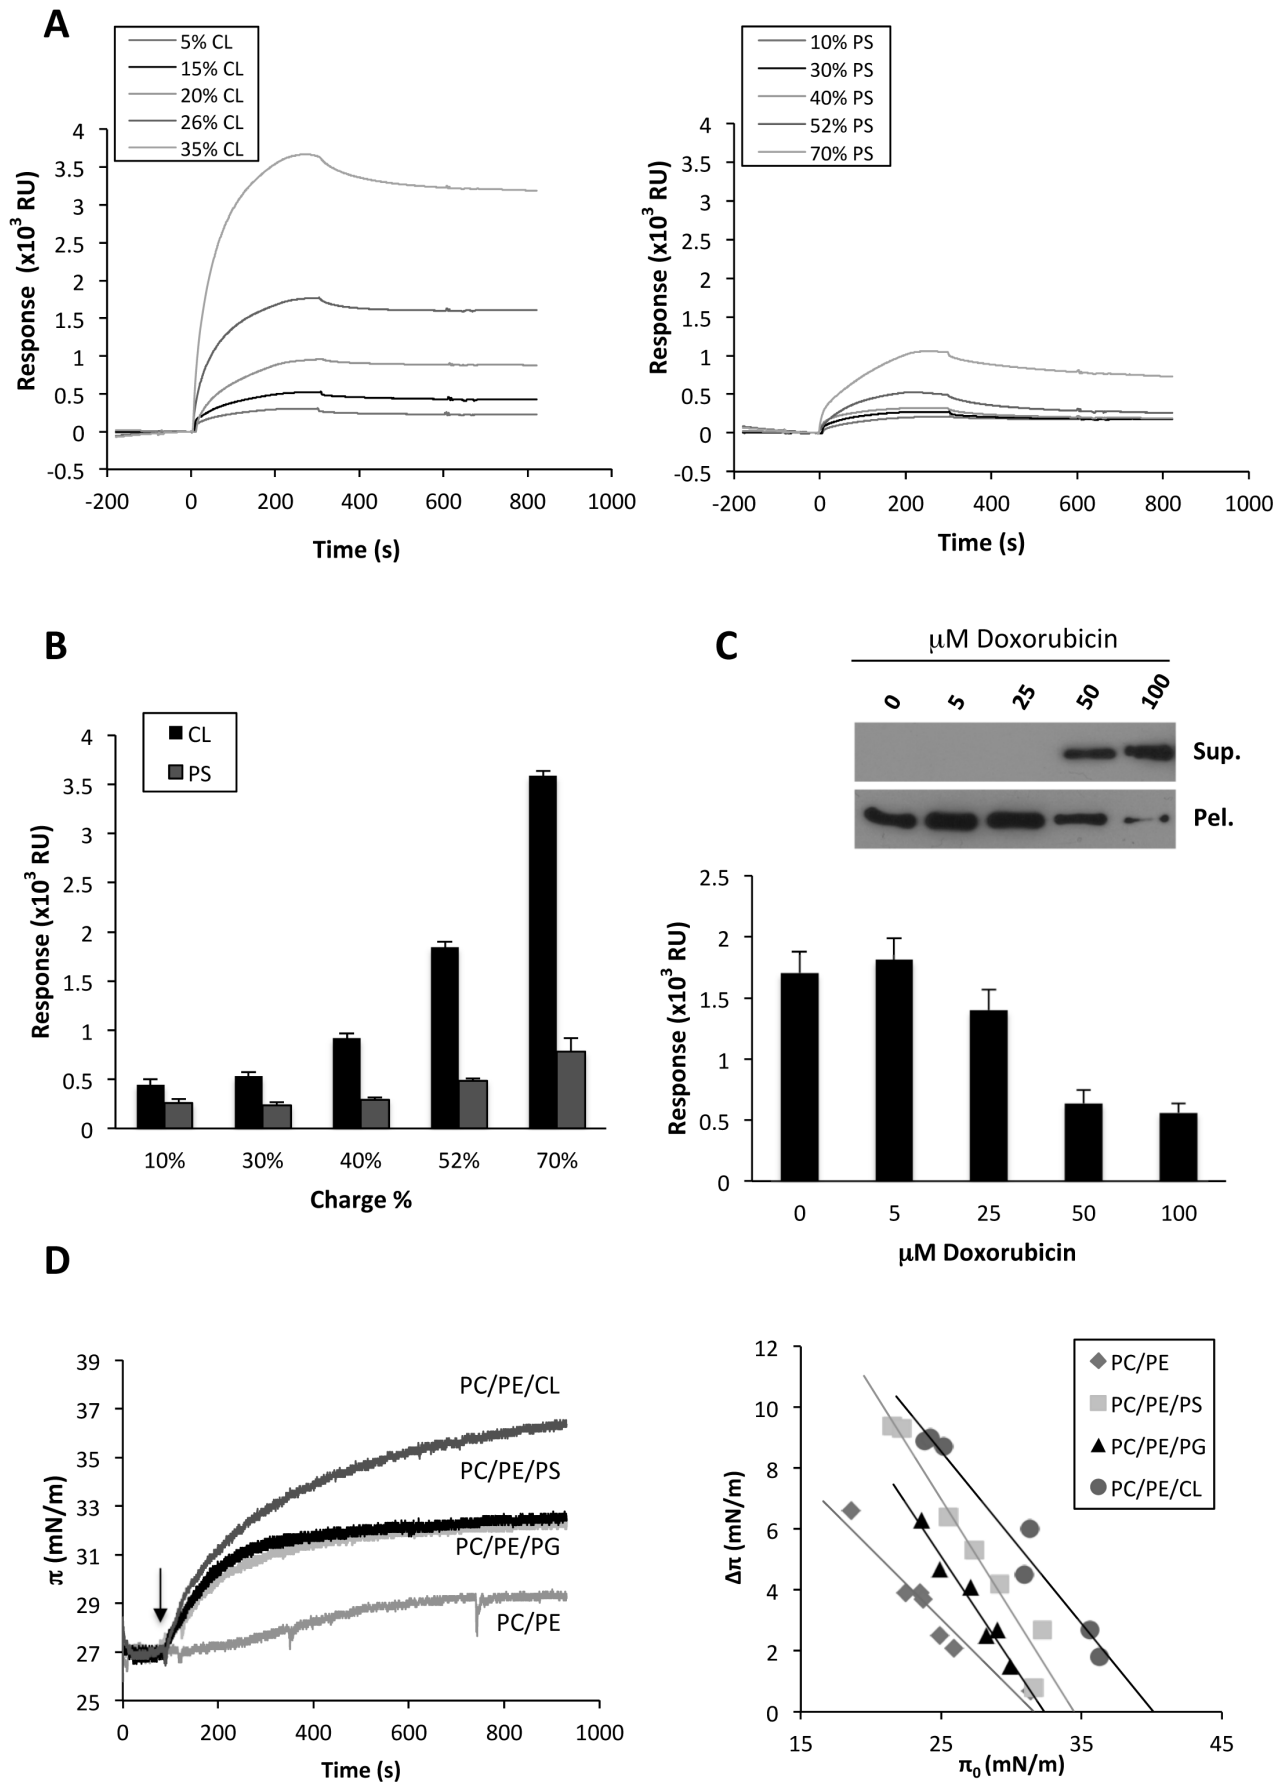 A
5% CL
15% CL
20% CL
26% CL
35% CL
4
3.5
3
2.5
2
1.5
1
0.5
0
-0.5
Response (x10³ RU)
-200 0 200 400 600 800 1000
Time (s)
10% PS
30% PS
40% PS
52% PS
70% PS
4
3.5
3
2.5
2
1.5
1
0.5
0
-0.5
Response (x10³ RU)
-200 0 200 400 600 800 1000
Time (s)
B
CL
PS
4
3.5
3
2.5
2
1.5
1
0.5
0
Response (x10³ RU)
10% 30% 40% 52% 70%
Charge %
C
μM Doxorubicin
0 5 25 50 100
Sup.
Pel.
2.5
2
1.5
1
0.5
0
Response (x10³ RU)
0 5 25 50 100
μM Doxorubicin
D
39
37
35
33
31
29
27
25
π (mN/m)
PC/PE/CL
PC/PE/PS
PC/PE/PG
PC/PE
0 200 400 600 800 1000
Time (s)
12
10
8
6
4
2
0
Δπ (mN/m)
PC/PE
PC/PE/PS
PC/PE/PG
PC/PE/CL
15 25 35 45
π₀ (mN/m)